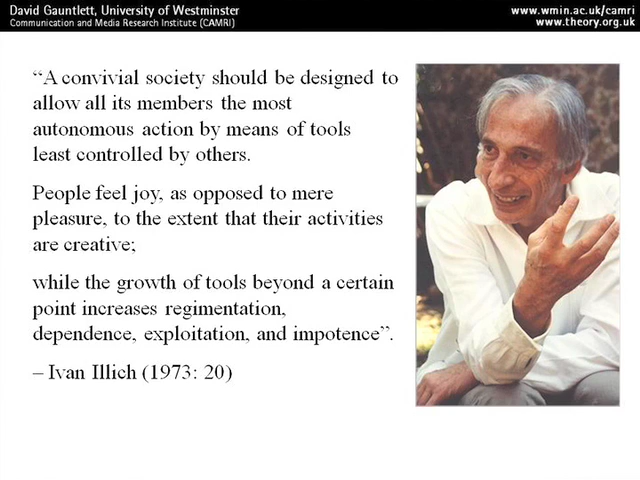 David Gauntlett, University of Westminster
Communication and Media Research Institute (CAMRI)
www.wmin.ac.uk/camri
www.theory.org.uk
“A convivial society should be designed to
allow all its members the most
autonomous action by means of tools
least controlled by others.
People feel joy, as opposed to mere
pleasure, to the extent that their activities
are creative;
while the growth of tools beyond a certain
point increases regimentation,
dependence, exploitation, and impotence”.
– Ivan Illich (1973: 20)